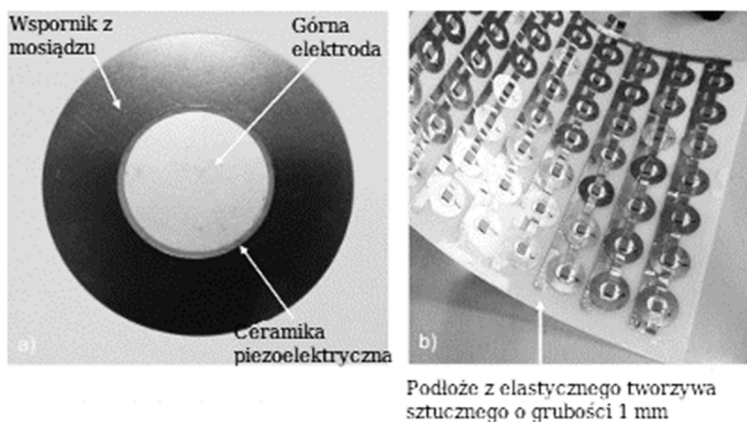 Wspornik z
mosiądzu
Górna
elektroda
Ceramika
piezoelektryczna
a)
b)
Podłoże z elastycznego tworzywa
sztucznego o grubości 1 mm